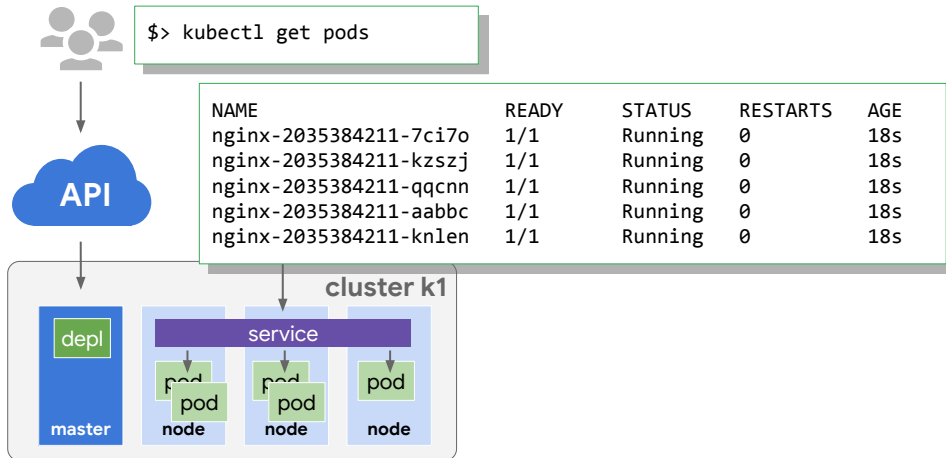 $> kubectl get pods
NAME READY STATUS RESTARTS AGE
nginx-2035384211-7ci7o 1/1 Running 0 18s
nginx-2035384211-kzszj 1/1 Running 0 18s
nginx-2035384211-qqcnn 1/1 Running 0 18s
nginx-2035384211-aabbc 1/1 Running 0 18s
nginx-2035384211-knlen 1/1 Running 0 18s
API
cluster k1
depl
service
pod
pod
pod
pod
pod
master
node
node
node